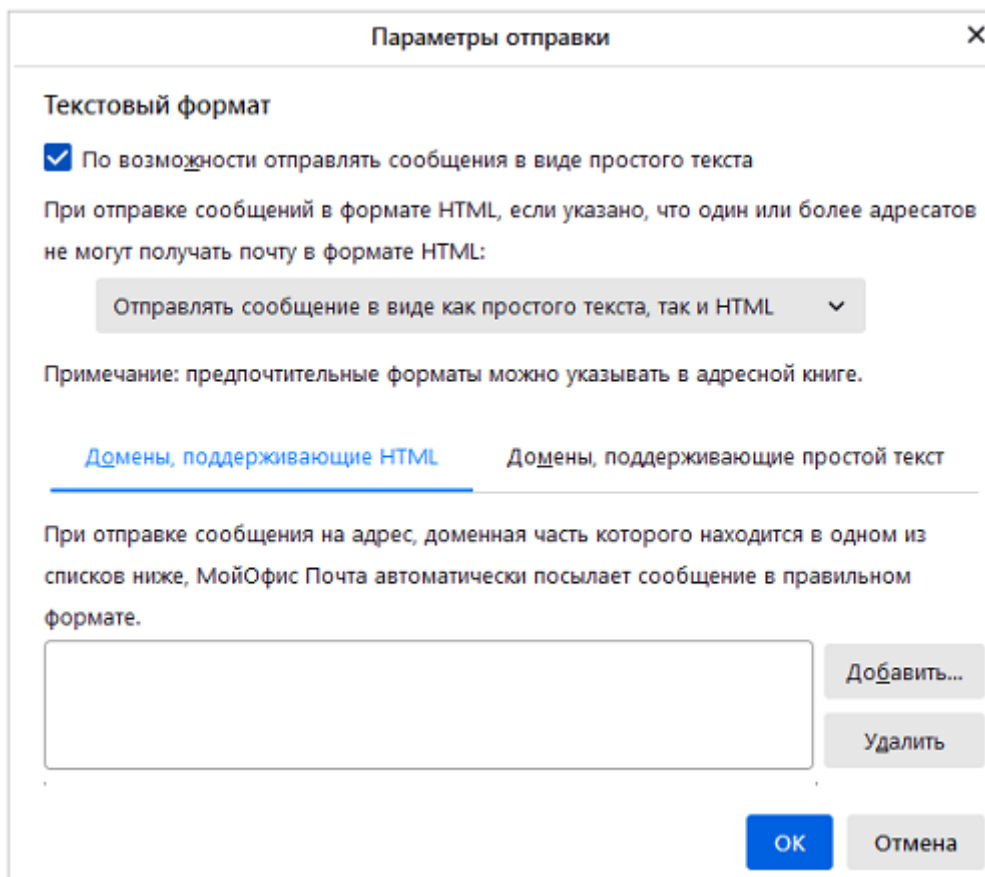 Параметры отправки
Текстовый формат
По возможности отправлять сообщения в виде простого текста
При отправке сообщений в формате HTML, если указано, что один или более адресатов
не могут получать почту в формате HTML:
Отправлять сообщение в виде как простого текста, так и HTML
Примечание: предпочтительные форматы можно указывать в адресной книге.
Домены, поддерживающие HTML Домены, поддерживающие простой текст
При отправке сообщения на адрес, доменная часть которого находится в одном из
списков ниже, МойОфис Почта автоматически посылает сообщение в правильном
формате.
Добавить...
Удалить
ОК Отмена